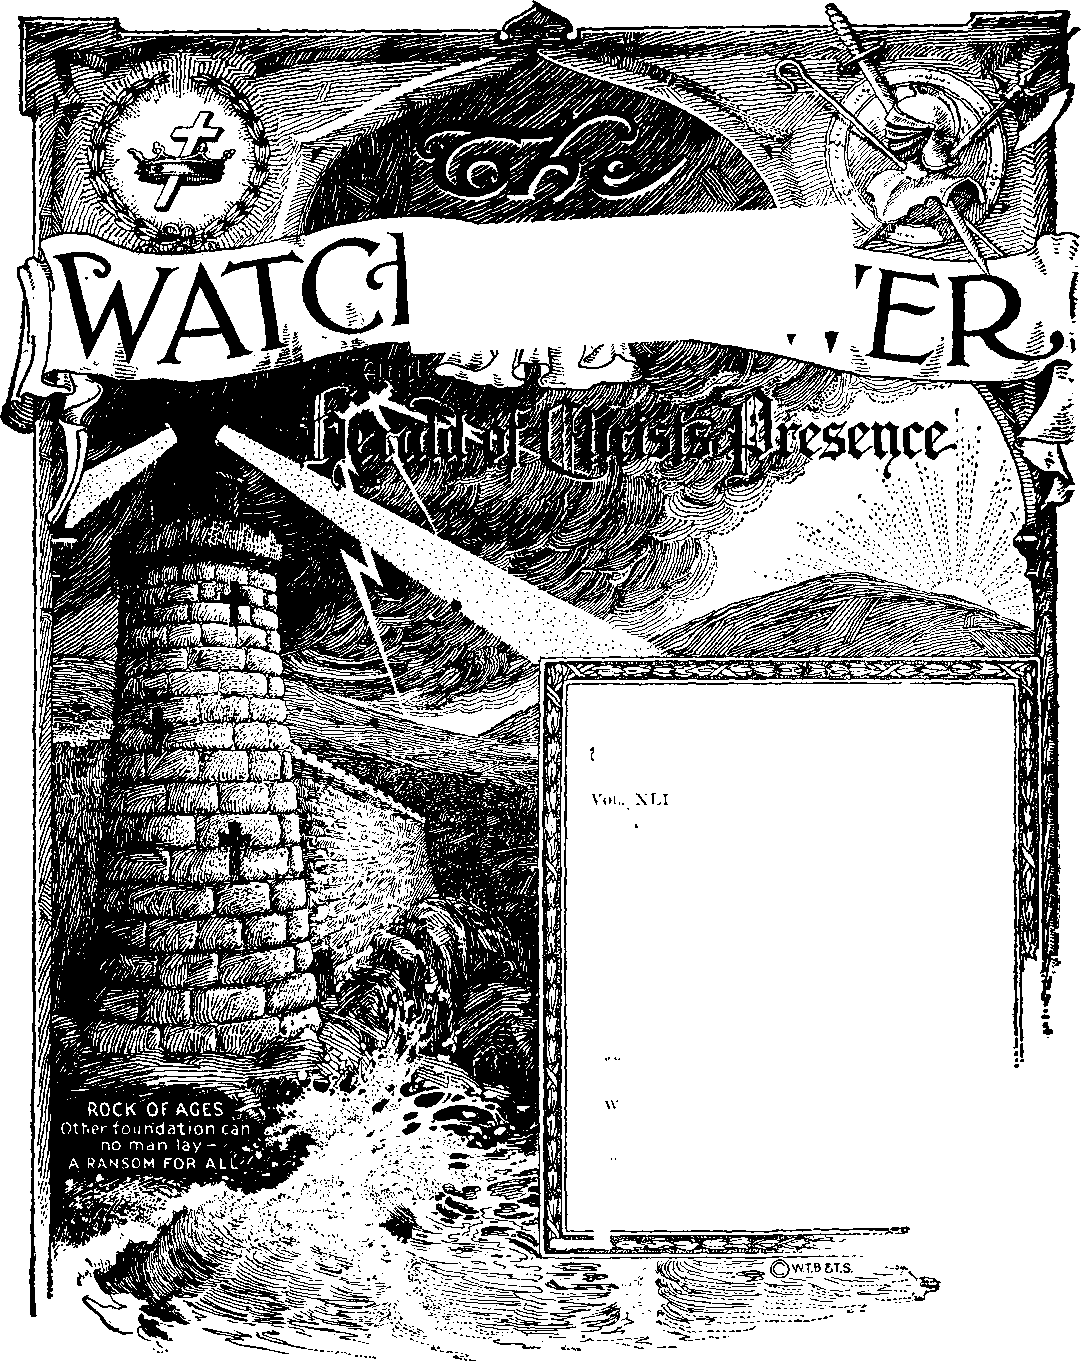 The
WATCH ER
and
Herald of Christ's Presence
VOL. XLI
W
ROCK OF AGES
Other foundation can
no man lay –
A RANSOM FOR ALL
© W.T.B & T.S.